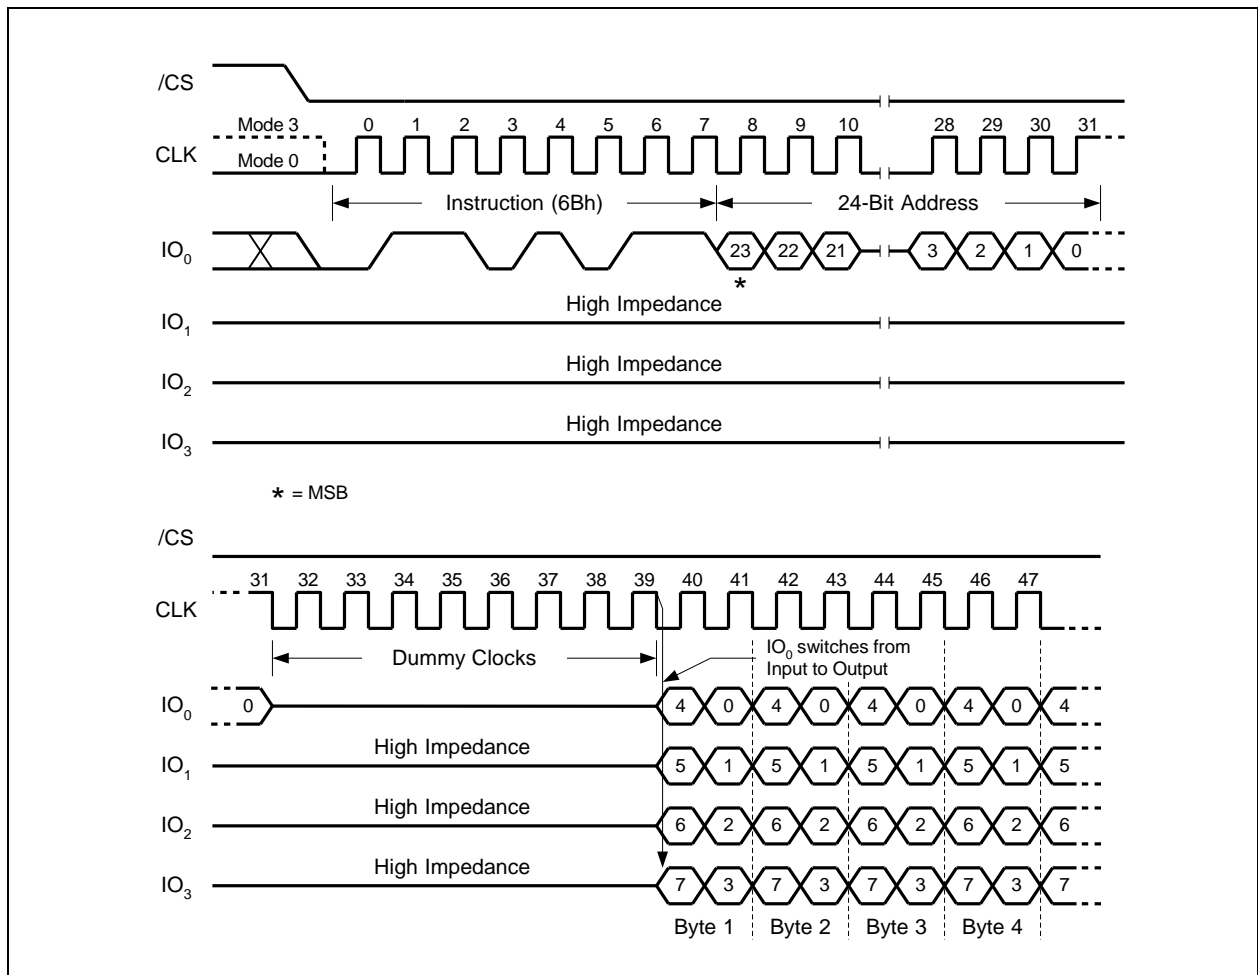 /CS
Mode 3
0 1 2 3 4 5 6 7 8 9 10 28 29 30 31
CLK
Mode 0
Instruction (6Bh)
24-Bit Address
IO0
23 22 21 3 2 1 0
*
High Impedance
IO1
High Impedance
IO2
High Impedance
IO3
* = MSB
/CS
31 32 33 34 35 36 37 38 39 40 41 42 43 44 45 46 47
CLK
Dummy Clocks
IO0 switches from
Input to Output
IO0
0 4 0 4 0 4 0 4 0 4
High Impedance
IO1
5 1 5 1 5 1 5 1 5
High Impedance
IO2
6 2 6 2 6 2 6 2 6
High Impedance
IO3
7 3 7 3 7 3 7 3 7
Byte 1 Byte 2 Byte 3 Byte 4